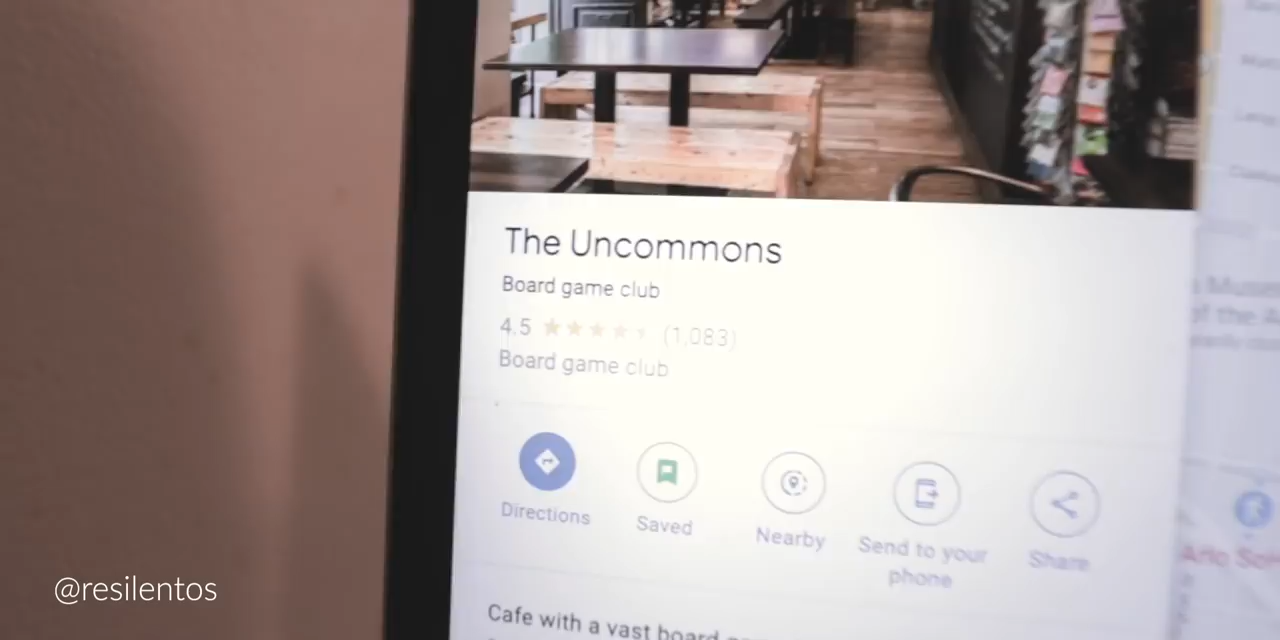 The Uncommons
Board game club
4.5 (1,083)
Board game club
Directions
Saved
Nearby
Send to your
phone
Share
Cafe with a vast board
@resilentos